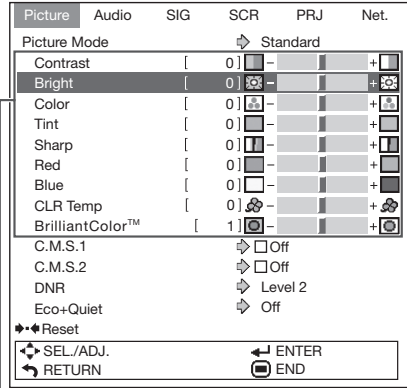 Picture Audio SIG SCR PRJ Net.
Picture Mode Standard
Contrast [ 0 ] - +
Bright [ 0 ] - +
Color [ 0 ] - +
Tint [ 0 ] - +
Sharp [ 0 ] - +
Red [ 0 ] - +
Blue [ 0 ] - +
CLR Temp [ 0 ] - +
BrilliantColor™ [ 1 ] - +
C.M.S.1 Off
C.M.S.2 Off
DNR Level 2
Eco+Quiet Off
Reset
SEL./ADJ. ENTER
RETURN END